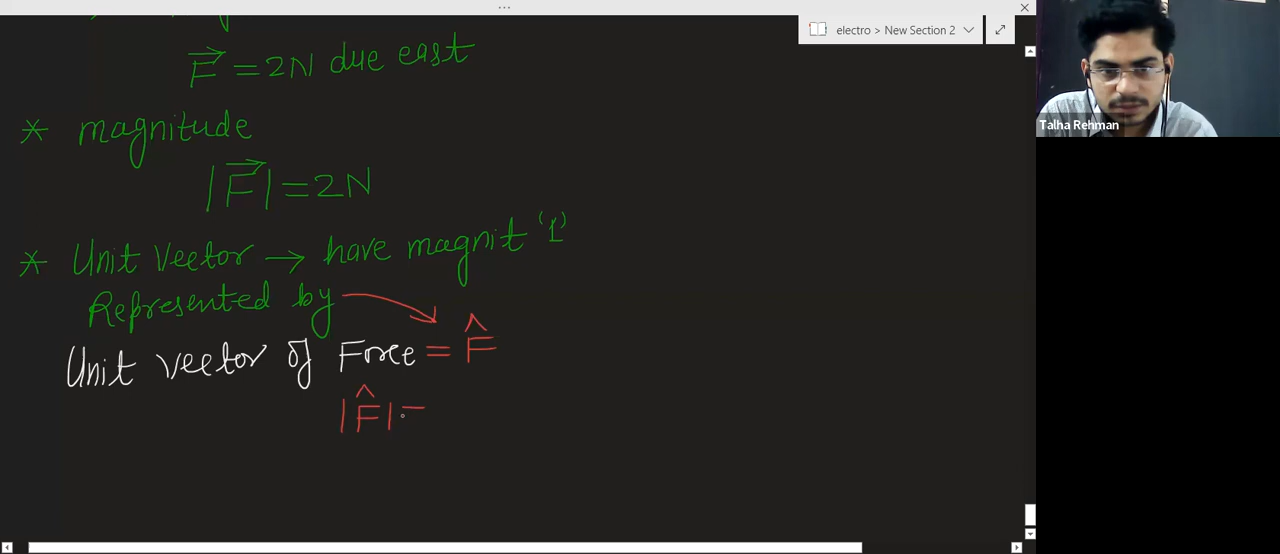 electro > New Section 2
F⃗ = 2N due east
* magnitude
|F⃗| = 2N
* Unit Vector → have magnit '1'
Represented by
Unit vector of Force = F̂
|F̂| =
Talha Rehman